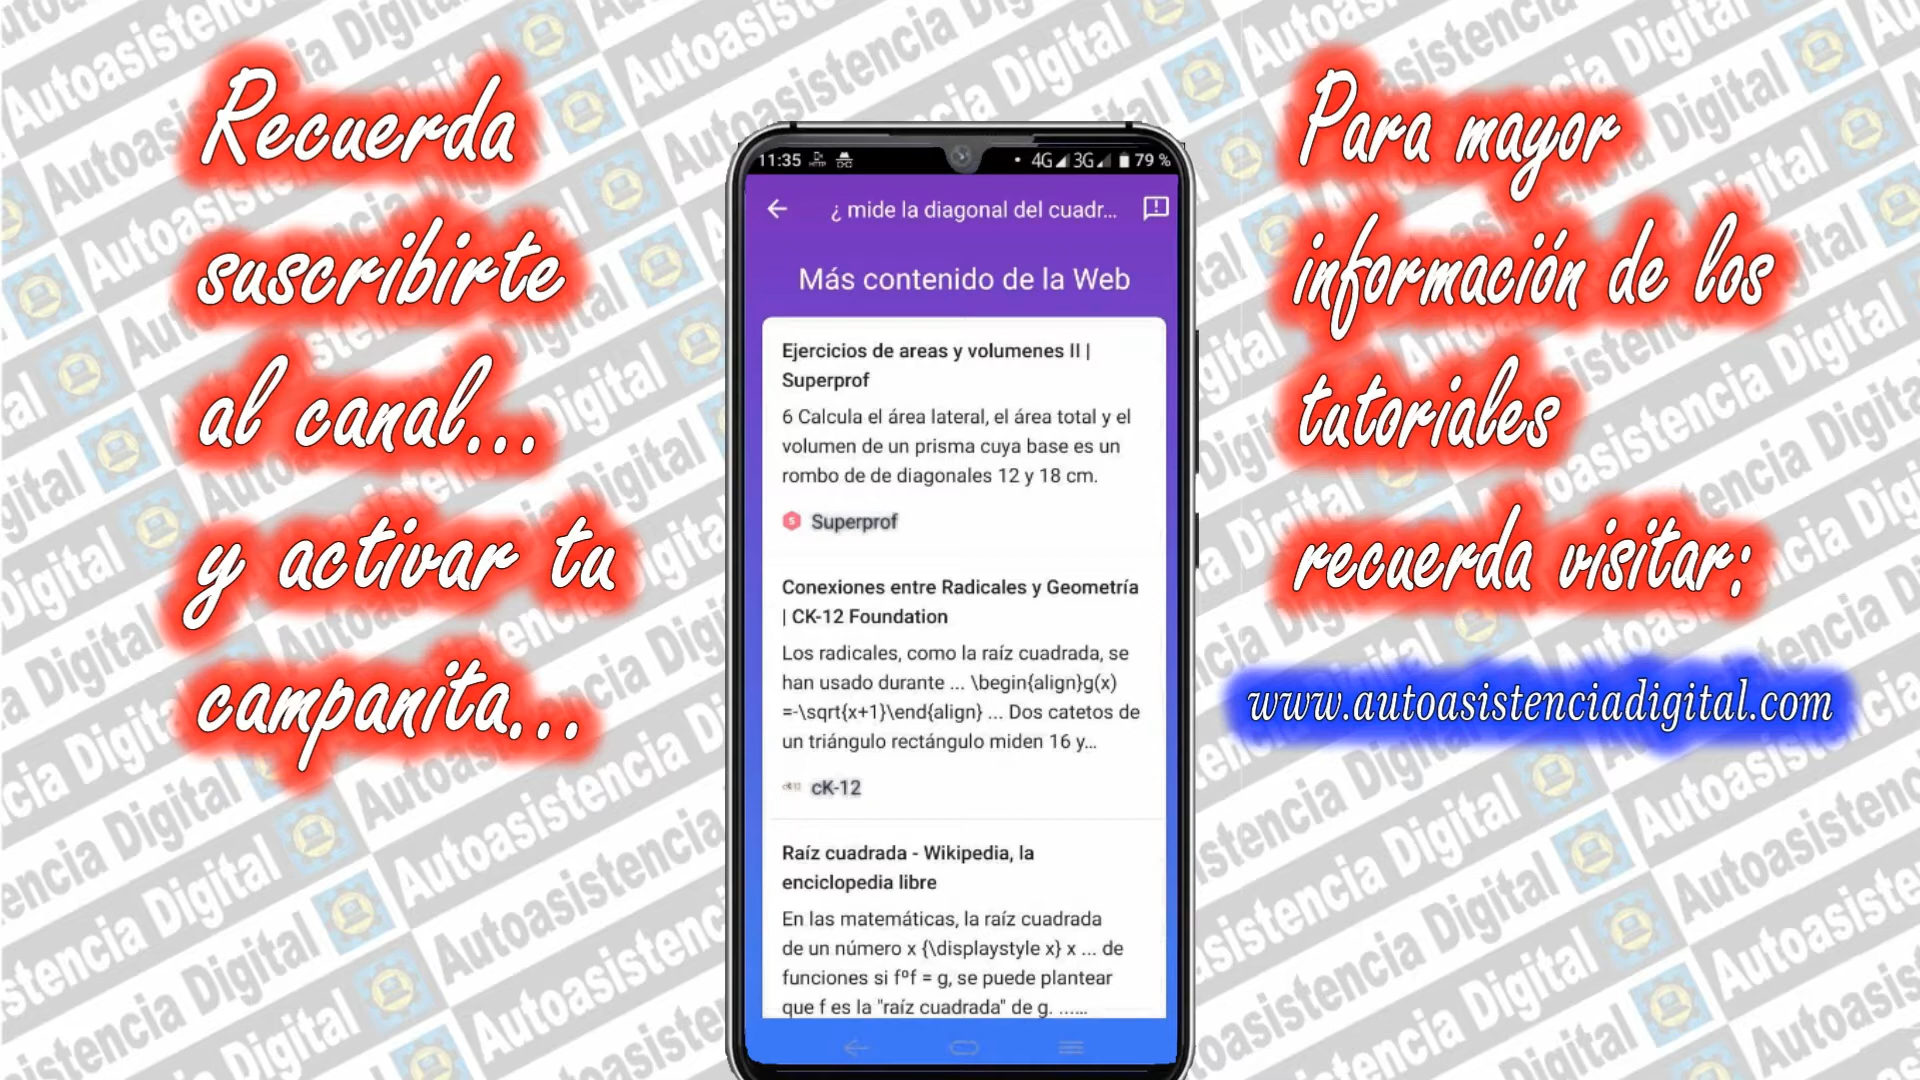 Recuerda
suscribirte
al canal...
y activar tu
campanita...
11:35
4G 3G 79 %
¿ mide la diagonal del cuadr...
Más contenido de la Web
Ejercicios de areas y volumenes II |
Superprof
6 Calcula el área lateral, el área total y el
volumen de un prisma cuya base es un
rombo de de diagonales 12 y 18 cm.
S Superprof
Conexiones entre Radicales y Geometría
| CK-12 Foundation
Los radicales, como la raíz cuadrada, se
han usado durante ... \begin{align}g(x)
=-\sqrt{x+1}\end{align} ... Dos catetos de
un triángulo rectángulo miden 16 y...
cK-12
Raíz cuadrada - Wikipedia, la
enciclopedia libre
En las matemáticas, la raíz cuadrada
de un número x {\displaystyle x} x ... de
funciones si fºf = g, se puede plantear
que f es la "raíz cuadrada" de g. ......
Para mayor
información de los
tutoriales
recuerda visitar:
www.autoasistenciadigital.com
Autoasistencia Digital